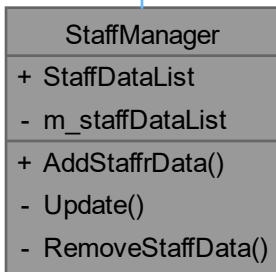 StaffManager
+ StaffDataList
- m_staffDataList
+ AddStaffrData()
- Update()
- RemoveStaffData()